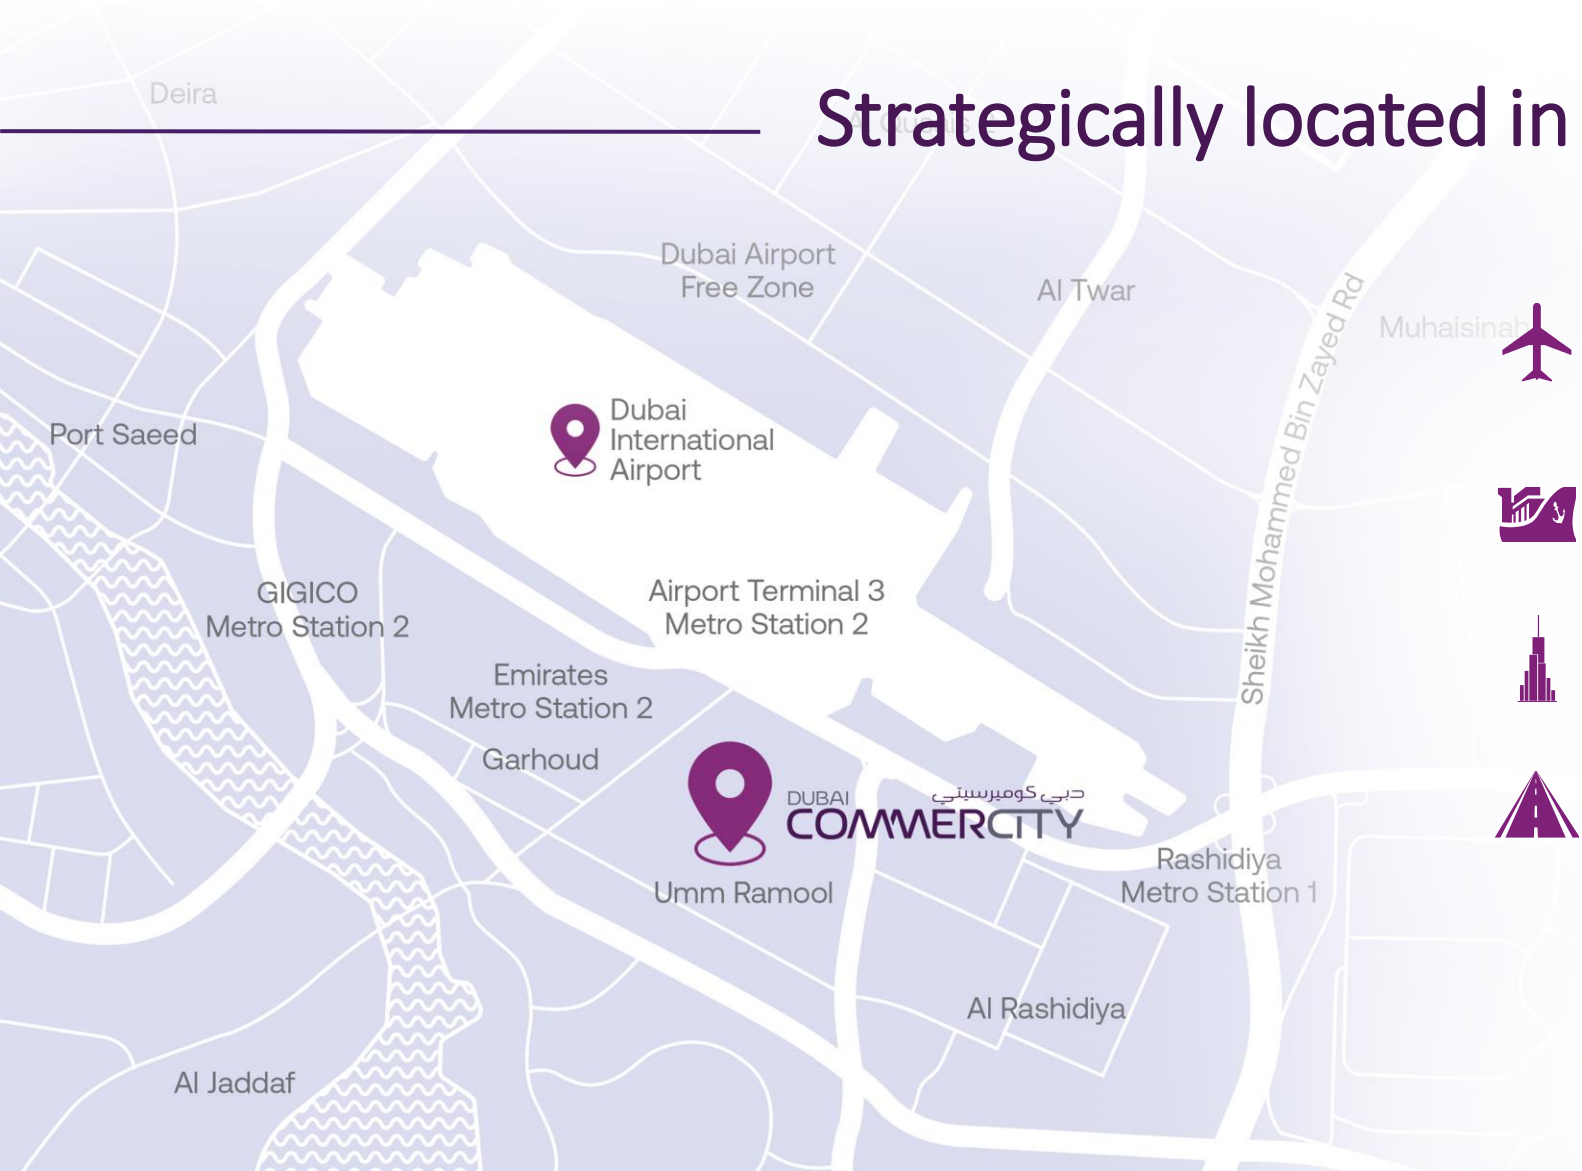 Deira
Strategically located in
Al Qusais
Dubai Airport
Free Zone
Al Twar
Sheikh Mohammed Bin Zayed Rd
Muhaisinah
Dubai
International
Airport
Port Saeed
GIGICO
Metro Station 2
Airport Terminal 3
Metro Station 2
Emirates
Metro Station 2
Garhoud
دبي كوميرسيتي
DUBAI
COMMERCITY
Umm Ramool
Rashidiya
Metro Station 1
Al Rashidiya
Al Jaddaf